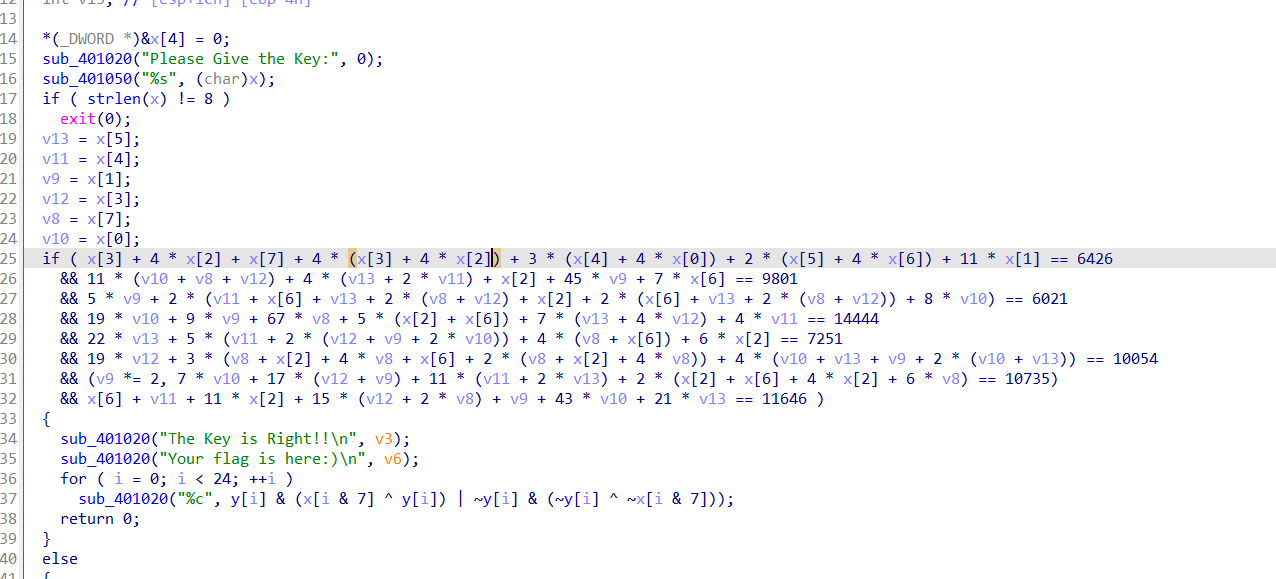 12 int v13; // [esp+1Ch] [ebp-4h]
13
14 *(_DWORD *)&x[4] = 0;
15 sub_401020("Please Give the Key:", 0);
16 sub_401050("%s", (char)x);
17 if ( strlen(x) != 8 )
18 exit(0);
19 v13 = x[5];
20 v11 = x[4];
21 v9 = x[1];
22 v12 = x[3];
23 v8 = x[7];
24 v10 = x[0];
25 if ( x[3] + 4 * x[2] + x[7] + 4 * (x[3] + 4 * x[2]) + 3 * (x[4] + 4 * x[0]) + 2 * (x[5] + 4 * x[6]) + 11 * x[1] == 6426
26 && 11 * (v10 + v8 + v12) + 4 * (v13 + 2 * v11) + x[2] + 45 * v9 + 7 * x[6] == 9801
27 && 5 * v9 + 2 * (v11 + x[6] + v13 + 2 * (v8 + v12) + x[2] + 2 * (x[6] + v13 + 2 * (v8 + v12)) + 8 * v10) == 6021
28 && 19 * v10 + 9 * v9 + 67 * v8 + 5 * (x[2] + x[6]) + 7 * (v13 + 4 * v12) + 4 * v11 == 14444
29 && 22 * v13 + 5 * (v11 + 2 * (v12 + v9 + 2 * v10)) + 4 * (v8 + x[6]) + 6 * x[2] == 7251
30 && 19 * v12 + 3 * (v8 + x[2] + 4 * v8 + x[6] + 2 * (v8 + x[2] + 4 * v8)) + 4 * (v10 + v13 + v9 + 2 * (v10 + v13)) == 10054
31 && (v9 *= 2, 7 * v10 + 17 * (v12 + v9) + 11 * (v11 + 2 * v13) + 2 * (x[2] + x[6] + 4 * x[2] + 6 * v8) == 10735)
32 && x[6] + v11 + 11 * x[2] + 15 * (v12 + 2 * v8) + v9 + 43 * v10 + 21 * v13 == 11646 )
33 {
34 sub_401020("The Key is Right!!\n", v3);
35 sub_401020("Your flag is here:)\n", v6);
36 for ( i = 0; i < 24; ++i )
37 sub_401020("%c", y[i] & (x[i & 7] ^ y[i]) | ~y[i] & (~y[i] ^ ~x[i & 7]));
38 return 0;
39 }
40 else
41 {